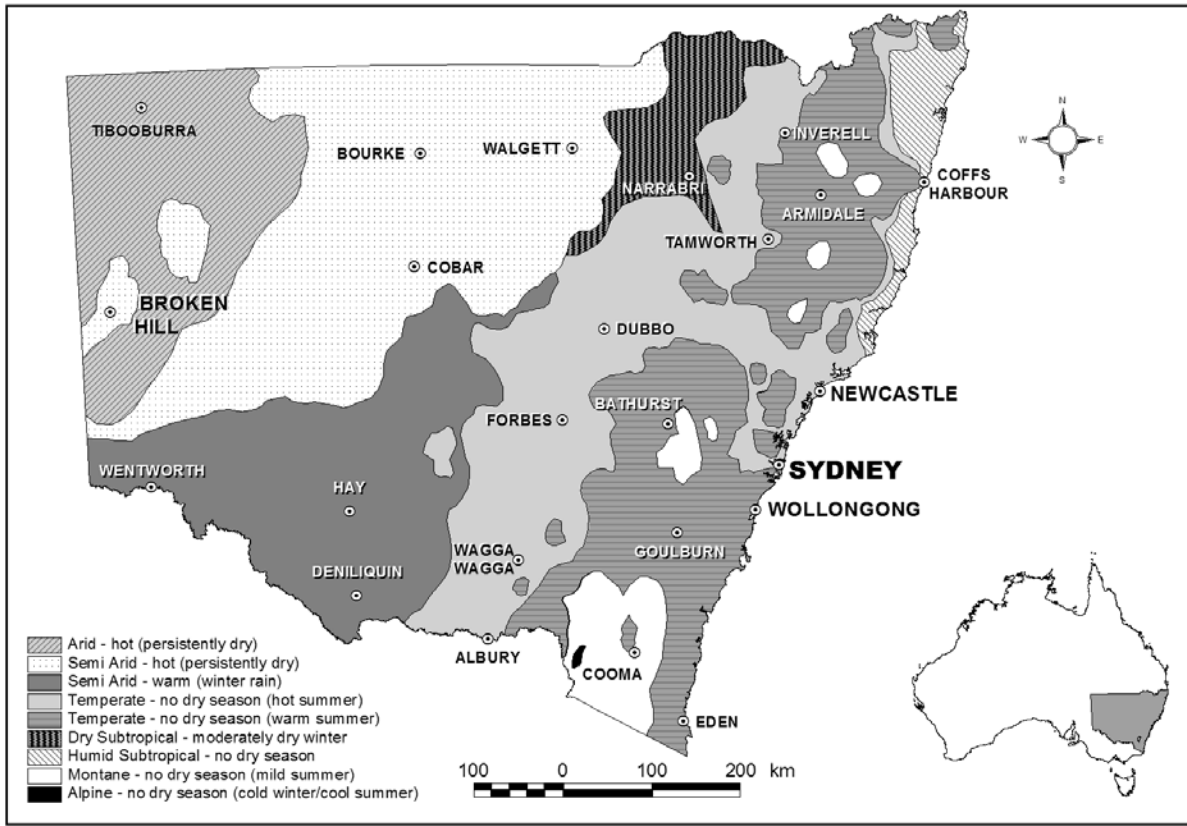 N
W
E
S
TIBOOBURRA
BOURKE
WALGETT
INVERELL
NARRABRI
COFFS
HARBOUR
ARMIDALE
TAMWORTH
COBAR
BROKEN
HILL
DUBBO
NEWCASTLE
BATHURST
FORBES
SYDNEY
WENTWORTH
HAY
WOLLONGONG
GOULBURN
WAGGA
WAGGA
DENILIQUIN
ALBURY
COOMA
EDEN
Arid - hot (persistently dry)
Semi Arid - hot (persistently dry)
Semi Arid - warm (winter rain)
Temperate - no dry season (hot summer)
Temperate - no dry season (warm summer)
Dry Subtropical - moderately dry winter
Humid Subtropical - no dry season
Montane - no dry season (mild summer)
Alpine - no dry season (cold winter/cool summer)
100 0 100 200 km